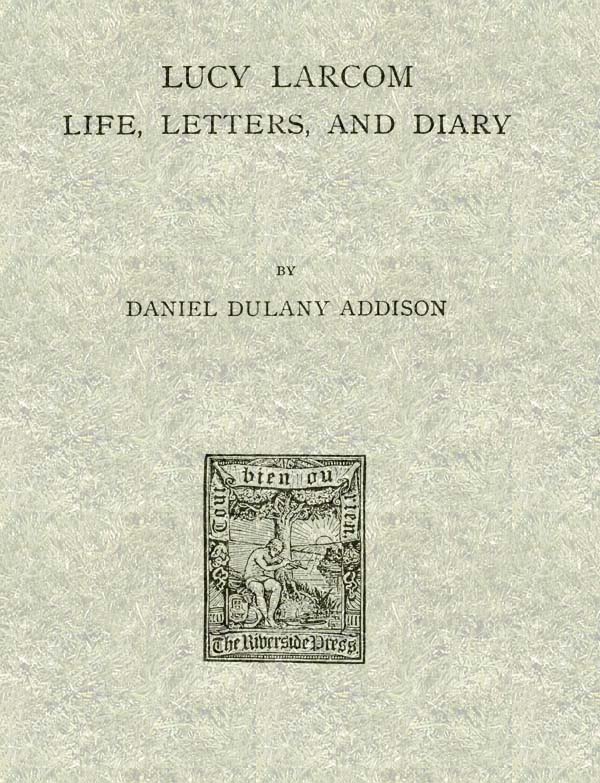 LUCY LARCOM
LIFE, LETTERS, AND DIARY
BY
DANIEL DULANY ADDISON
Tout bien ou rien.
The Riverside Press.